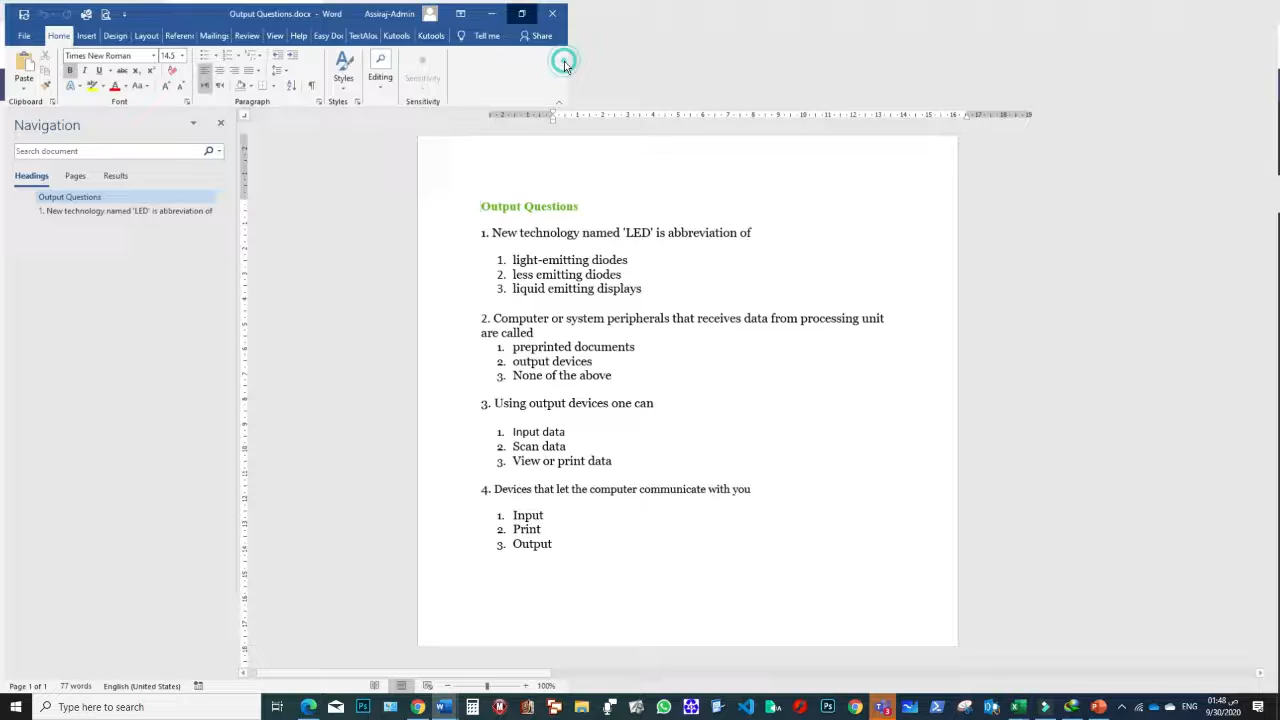 Output Questions.docx - Word
Assiraj-Admin
File Home Insert Design Layout Referenc Mailings Review View Help Easy Doc Kutools Kutools Tell me Share
Times New Roman 14.5
Paste
Styles
Editing
Sensitivity
Clipboard Font Paragraph Styles Sensitivity
Navigation
Search document
Headings Pages Results
Output Questions
1. New technology named 'LED' is abbreviation of
Output Questions
1. New technology named 'LED' is abbreviation of
1. light-emitting diodes
2. less emitting diodes
3. liquid emitting displays
2. Computer or system peripherals that receives data from processing unit
are called
1. preprinted documents
2. output devices
3. None of the above
3. Using output devices one can
1. Input data
2. Scan data
3. View or print data
4. Devices that let the computer communicate with you
1. Input
2. Print
3. Output
Page 1 of 1 77 words English (United States) 100%
Type here to search
01:46 ص
9/30/2020